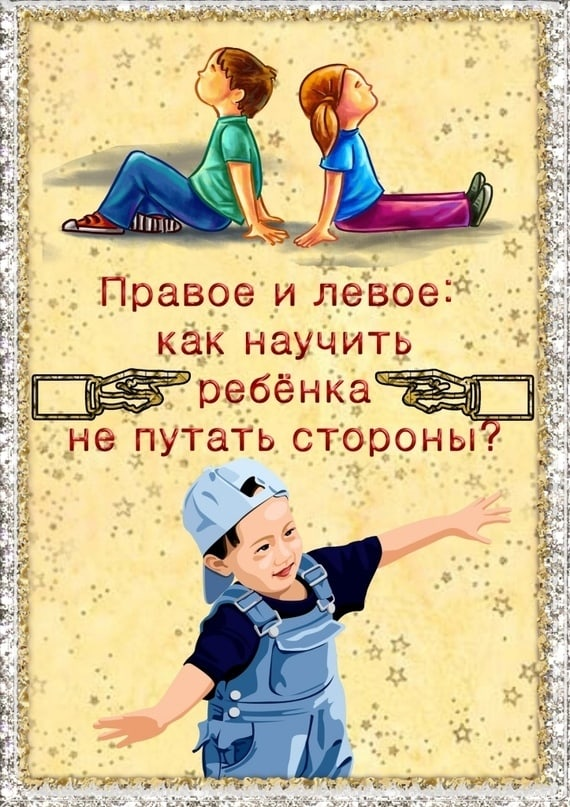 Правое и левое:
как научить
ребёнка
не путать стороны?